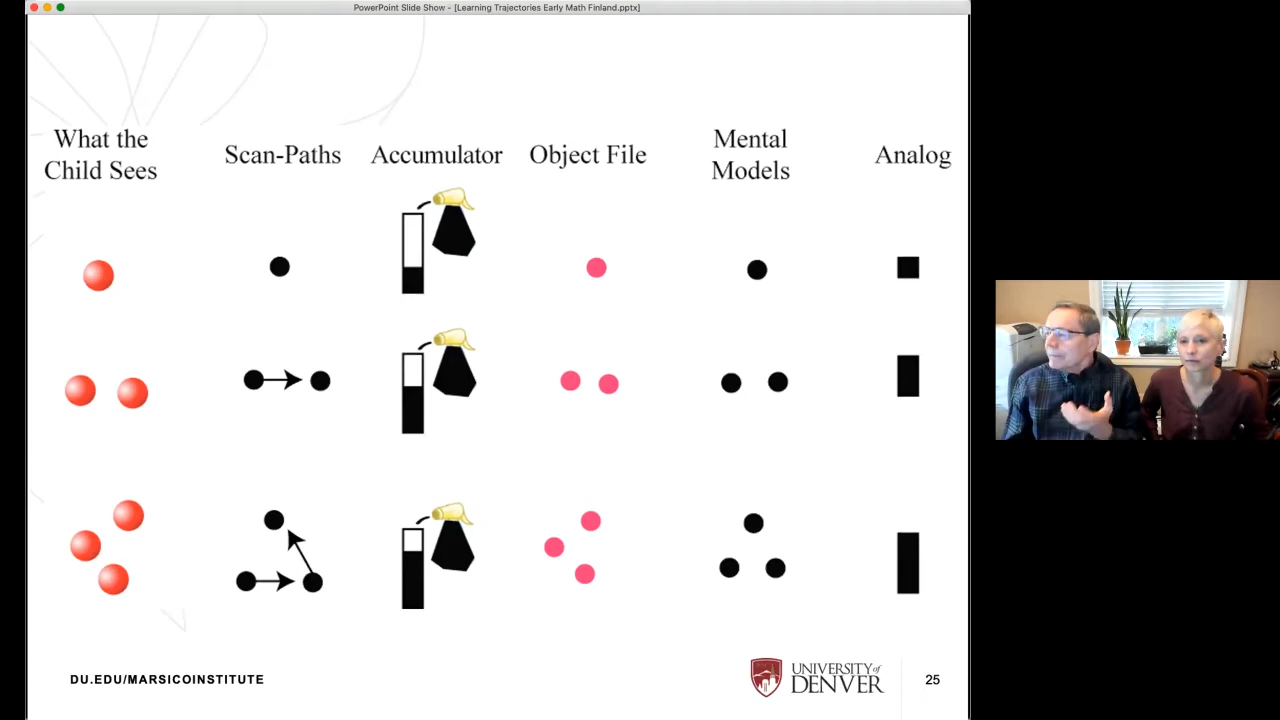 PowerPoint Slide Show - [Learning Trajectories Early Math Finland.pptx]
What the
Child Sees
Scan-Paths
Accumulator
Object File
Mental
Models
Analog
DU.EDU/MARSICOINSTITUTE
UNIVERSITY of
DENVER
25